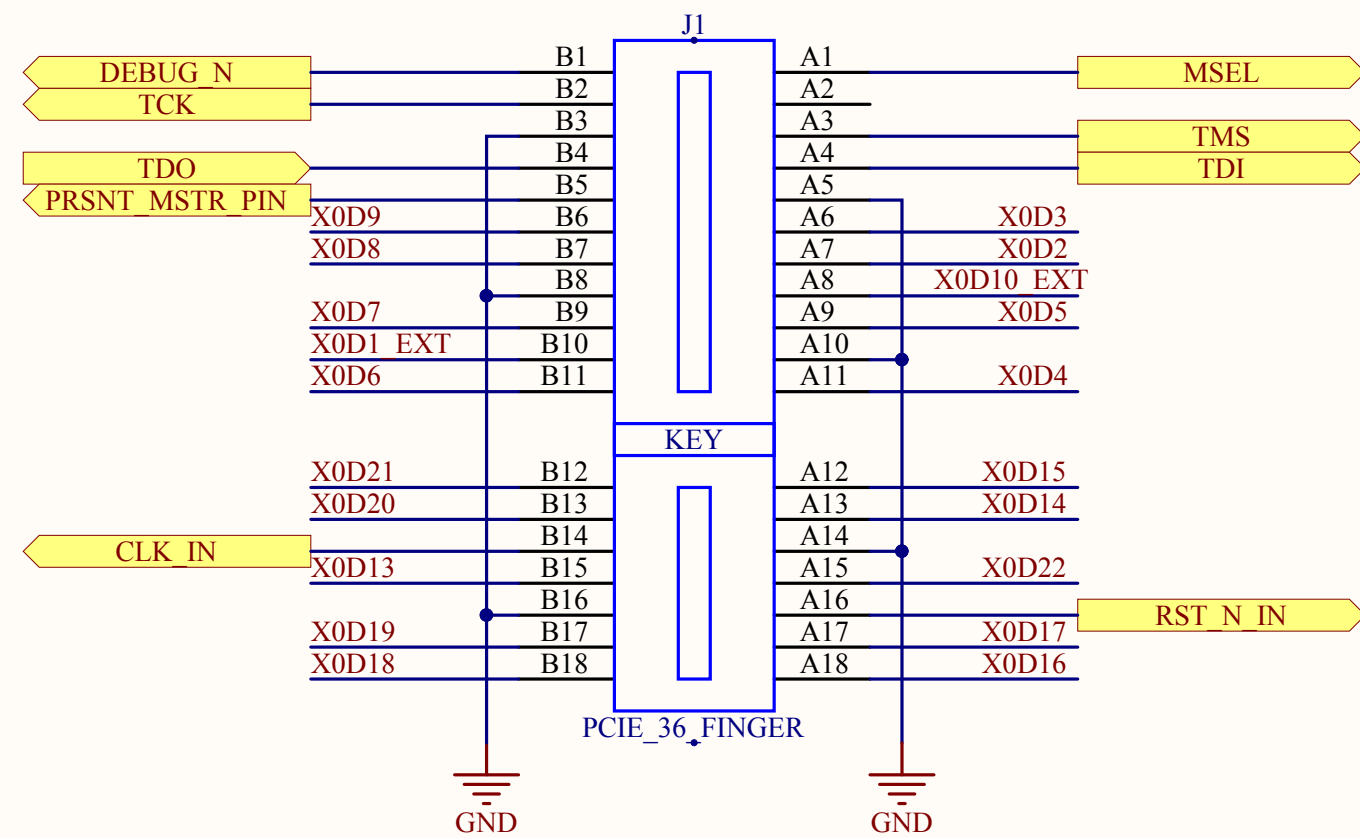 J1
DEBUG_N B1 A1 MSEL
TCK B2 A2
B3 A3 TMS
TDO B4 A4 TDI
PRSNT_MSTR_PIN B5 A5
X0D9 B6 A6 X0D3
X0D8 B7 A7 X0D2
B8 A8 X0D10_EXT
X0D7 B9 A9 X0D5
X0D1_EXT B10 A10
X0D6 B11 A11 X0D4
KEY
X0D21 B12 A12 X0D15
X0D20 B13 A13 X0D14
CLK_IN B14 A14
X0D13 B15 A15 X0D22
B16 A16 RST_N_IN
X0D19 B17 A17 X0D17
X0D18 B18 A18 X0D16
PCIE_36_FINGER
GND GND